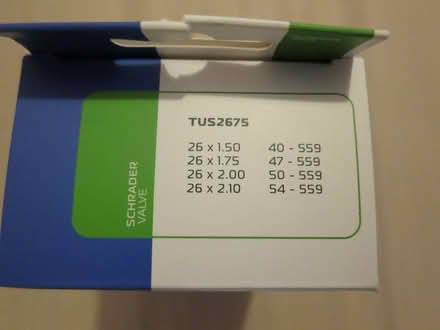 TUS2675
26 x 1.50 40 - 559
26 x 1.75 47 - 559
26 x 2.00 50 - 559
26 x 2.10 54 - 559
SCHRADER
VALVE